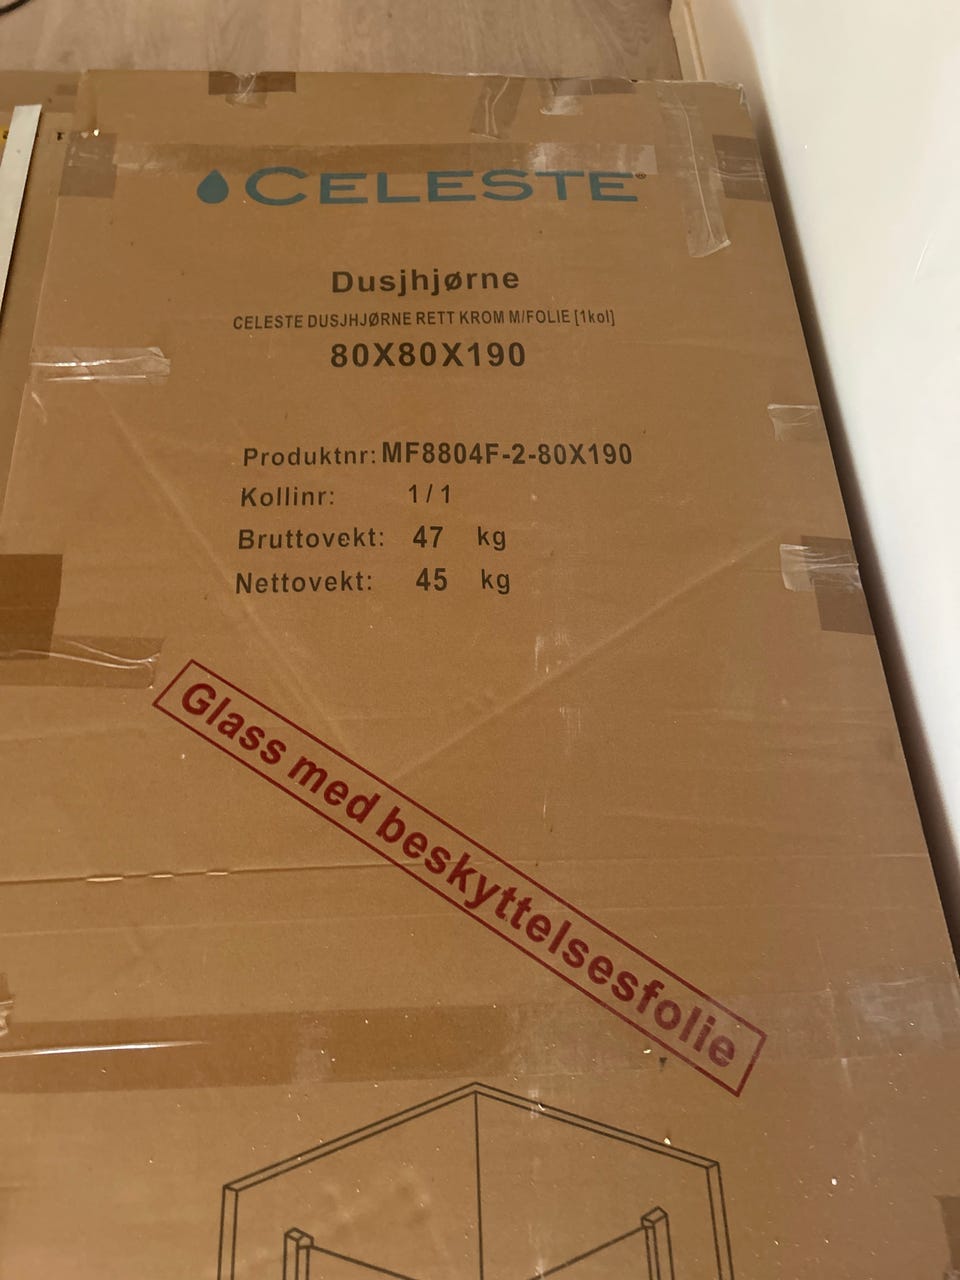 CELESTE®
Dusjhjørne
CELESTE DUSJHJØRNE RETT KROM M/FOLIE [1kol]
80X80X190
Produktnr: MF8804F-2-80X190
Kollinr: 1/1
Bruttovekt: 47 kg
Nettovekt: 45 kg
Glass med beskyttelsesfolie